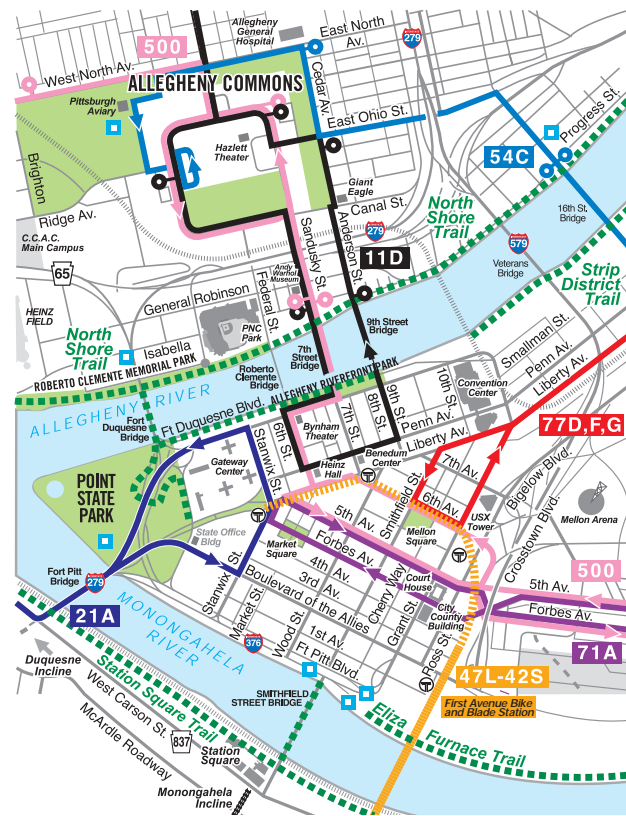 Allegheny
General
Hospital
East North
Av.
279
500
West North Av.
ALLEGHENY COMMONS
Cedar Av.
Pittsburgh
Aviary
East Ohio St.
Progress St.
Hazlett
Theater
54C
Brighton
Giant
Eagle
Canal St.
North
Shore
Trail
16th St.
Bridge
Ridge Av.
C.C.A.C.
Main Campus
Sandusky St.
Anderson St.
279
579
Veterans
Bridge
11D
65
Andy
Warhol
Museum
Strip
District
Trail
General Robinson
Federal St.
HEINZ
FIELD
PNC
Park
9th Street
Bridge
Smallman St.
North
Shore
Trail
Isabella
7th
Street
Bridge
Penn Av.
Liberty Av.
ROBERTO CLEMENTE MEMORIAL PARK
Roberto
Clemente
Bridge
ALLEGHENY RIVERFRONT PARK
10th St.
Convention
Center
ALLEGHENY RIVER
9th St.
8th St.
7th St.
6th St.
Fort
Duquesne
Bridge
Ft Duquesne Blvd.
Penn Av.
Liberty Av.
77D,F,G
Bynham
Theater
Stanwix St.
Benedum
Center
7th Av.
Gateway
Center
Heinz
Hall
Smithfield St.
6th Av.
Bigelow Blvd.
POINT
STATE
PARK
T
T
USX
Tower
Crosstown Blvd.
Mellon Arena
5th Av.
Mellon
Square
State Office
Bldg
Market
Square
Forbes Av.
T
4th Av.
Court
House
500
Fort Pitt
Bridge
279
3rd Av.
Cherry Way
5th Av.
Stanwix St.
Boulevard of the Allies
City
County
Building
Forbes Av.
21A
Market St.
Grant St.
71A
MONONGAHELA
RIVER
376
Wood St.
1st Av.
Ross St.
Ft Pitt Blvd.
T
47L-42S
Duquesne
Incline
Station Square Trail
SMITHFIELD
STREET BRIDGE
First Avenue Bike
and Blade Station
West Carson St.
837
Eliza
Furnace Trail
McArdle Roadway
Station
Square
Monongahela
Incline